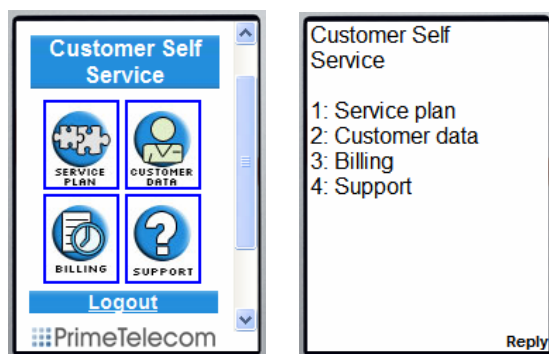 Customer Self
Service
SERVICE
PLAN
CUSTOMER
DATA
BILLING
SUPPORT
Logout
PrimeTelecom
Customer Self
Service
1: Service plan
2: Customer data
3: Billing
4: Support
Reply